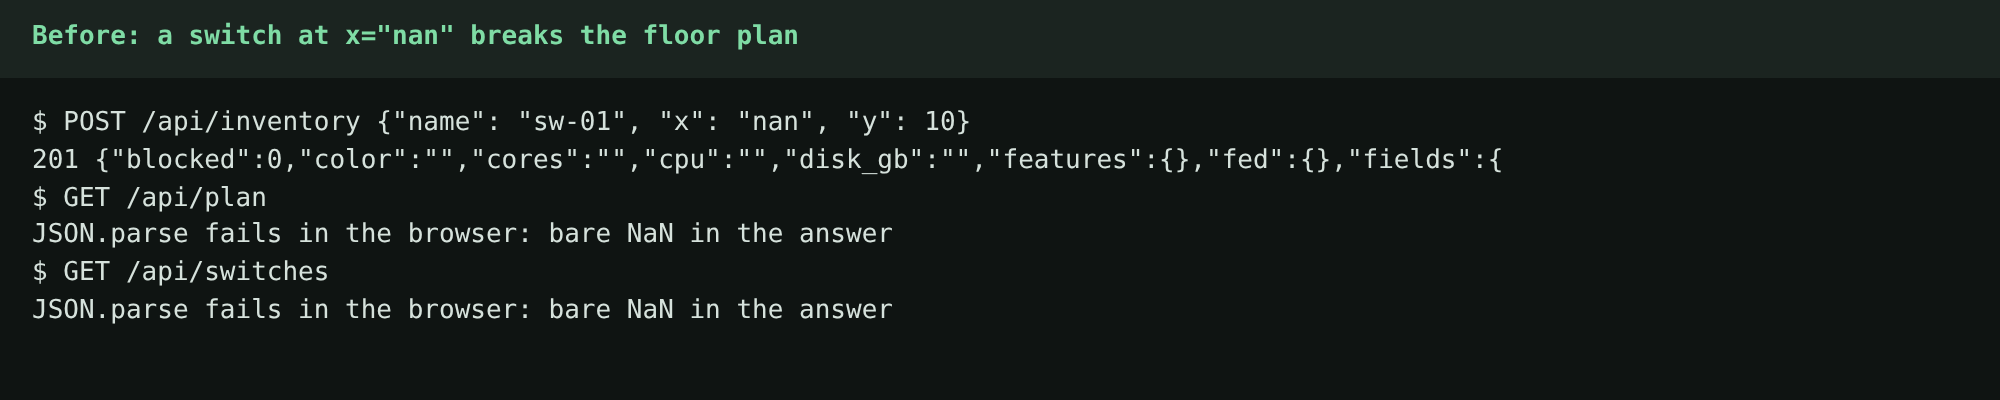 Before: a switch at x="nan" breaks the floor plan
$ POST /api/inventory {"name": "sw-01", "x": "nan", "y": 10}
201 {"blocked":0,"color":"","cores":"","cpu":"","disk_gb":"","features":{},"fed":{},"fields":{
$ GET /api/plan
JSON.parse fails in the browser: bare NaN in the answer
$ GET /api/switches
JSON.parse fails in the browser: bare NaN in the answer